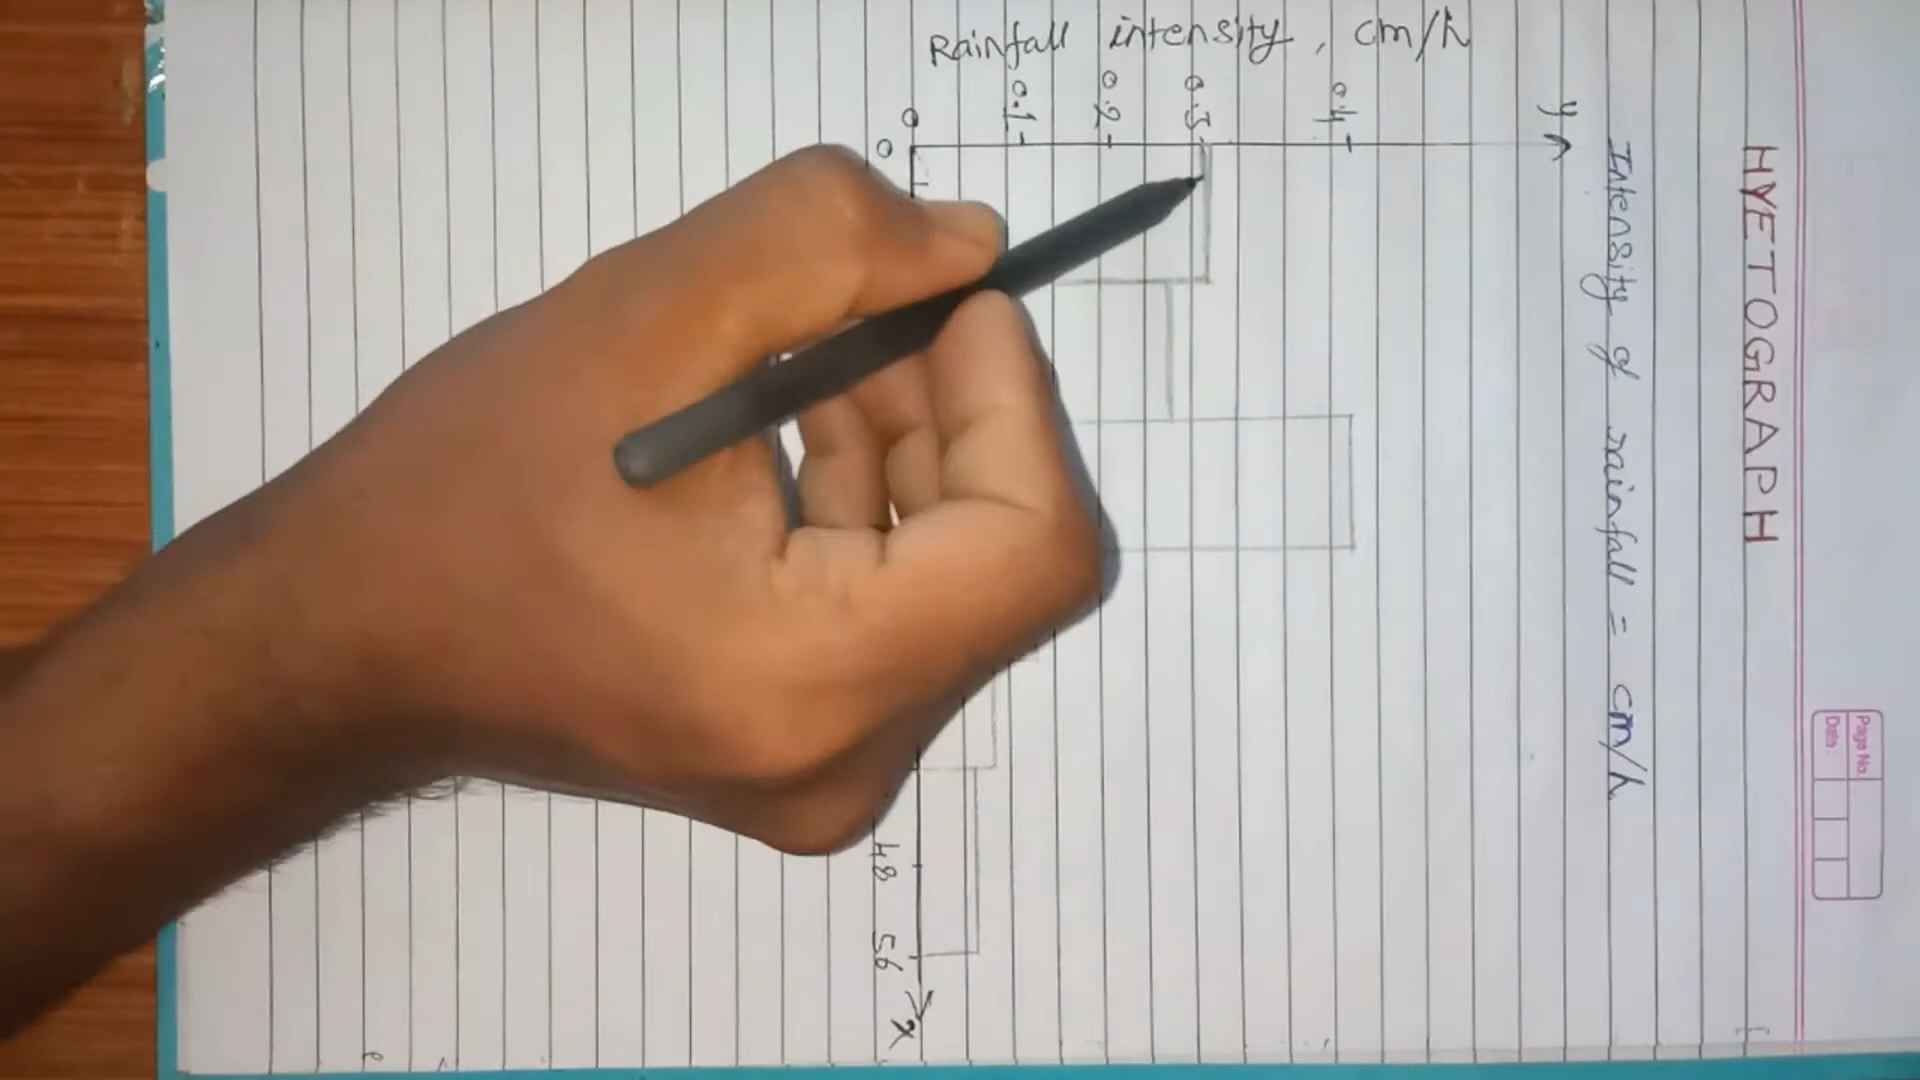 Page No.
Date:
HYETOGRAPH
Intensity of rainfall = cm/h
y
0.4
0.3
0.2
0.1
0
Rainfall intensity, cm/h
0
48
56
x